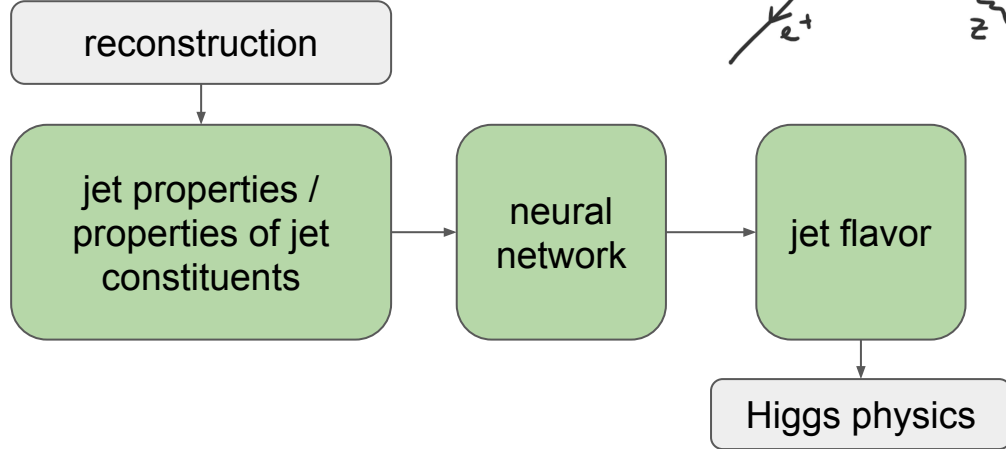 reconstruction
e+
Z
jet properties /
properties of jet
constituents
neural
network
jet flavor
Higgs physics